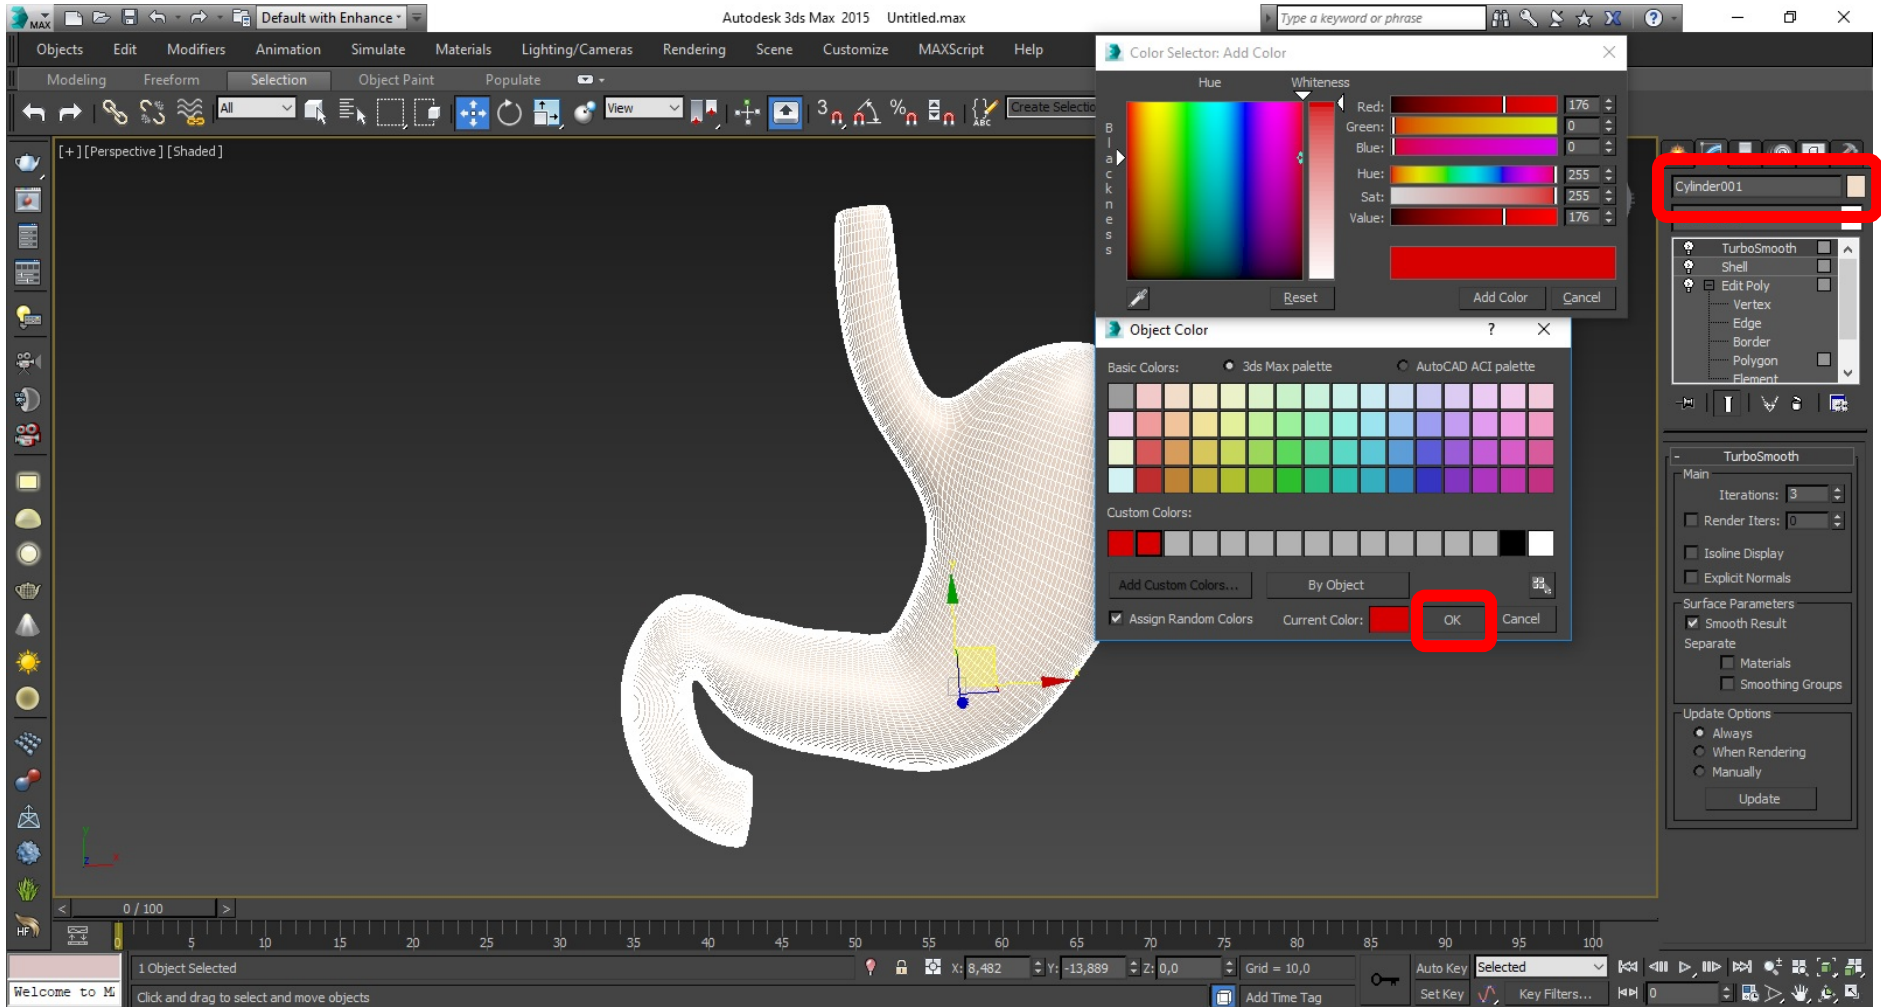 MAX
Default with Enhance
Autodesk 3ds Max 2015 Untitled.max
Type a keyword or phrase
Objects Edit Modifiers Animation Simulate Materials Lighting/Cameras Rendering Scene Customize MAXScript Help
Modeling Freeform Selection Object Paint Populate
All
View
3
%
ABC
Create Selectio
[+][Perspective][Shaded]
Color Selector: Add Color
Hue Whiteness
Blackness
Red: 176
Green: 0
Blue: 0
Hue: 255
Sat: 255
Value: 176
Reset Add Color Cancel
Object Color ?
Basic Colors: 3ds Max palette AutoCAD ACI palette
Custom Colors:
Add Custom Colors... By Object
Assign Random Colors Current Color: OK Cancel
Cylinder001
TurboSmooth
Shell
Edit Poly
Vertex
Edge
Border
Polygon
Element
- TurboSmooth
Main
Iterations: 3
Render Iters: 0
Isoline Display
Explicit Normals
Surface Parameters
Smooth Result
Separate
Materials
Smoothing Groups
Update Options
Always
When Rendering
Manually
Update
y
z x
HF
< 0 / 100 >
0 5 10 15 20 25 30 35 40 45 50 55 60 65 70 75 80 85 90 95 100
1 Object Selected X: 8,482 Y: -13,889 Z: 0,0 Grid = 10,0 Auto Key Selected
Welcome to M
Click and drag to select and move objects Add Time Tag Set Key Key Filters... 0